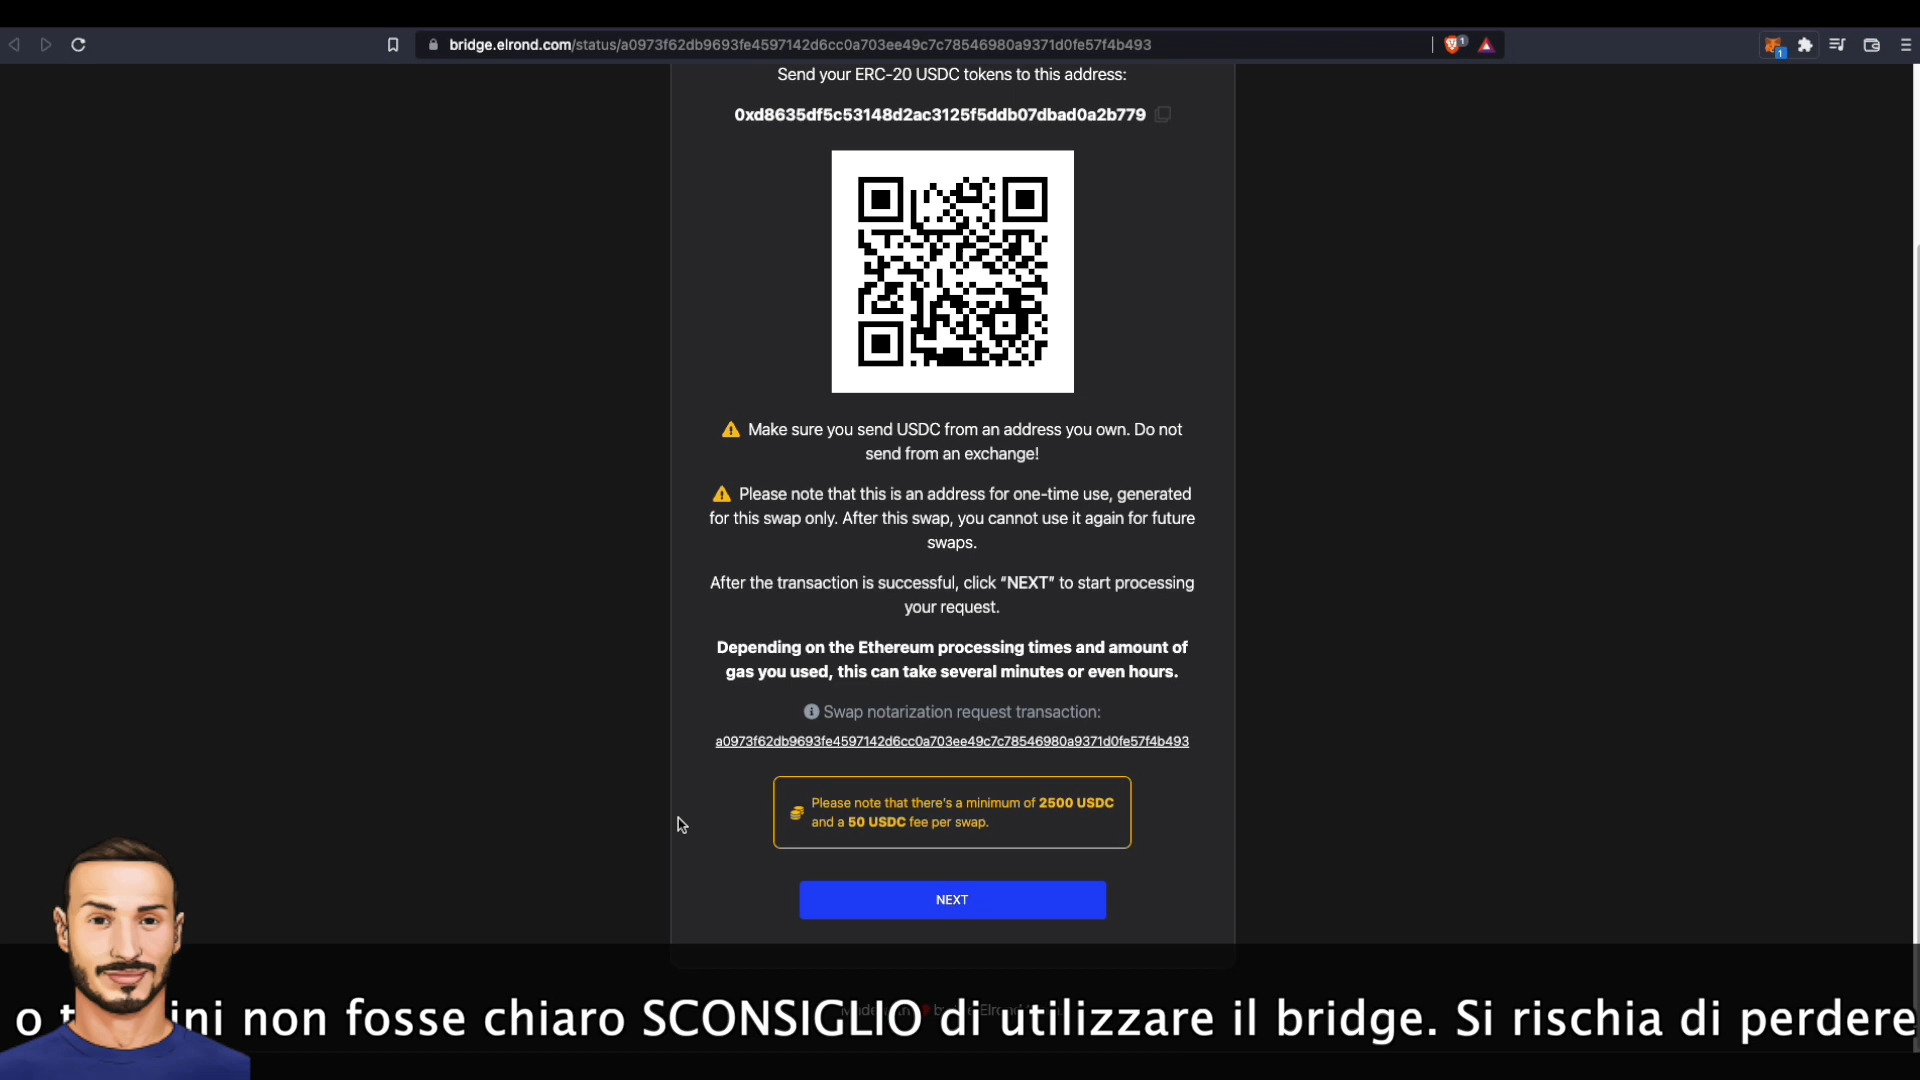 bridge.elrond.com/status/a0973f62db9693fe4597142d6cc0a703ee49c7c78546980a9371d0fe57f4b493
1
1
Send your ERC-20 USDC tokens to this address:
0xd8635df5c53148d2ac3125f5ddb07dbad0a2b779
Make sure you send USDC from an address you own. Do not
send from an exchange!
Please note that this is an address for one-time use, generated
for this swap only. After this swap, you cannot use it again for future
swaps.
After the transaction is successful, click “NEXT” to start processing
your request.
Depending on the Ethereum processing times and amount of
gas you used, this can take several minutes or even hours.
Swap notarization request transaction:
a0973f62db9693fe4597142d6cc0a703ee49c7c78546980a9371d0fe57f4b493
Please note that there's a minimum of 2500 USDC
and a 50 USDC fee per swap.
NEXT
o ini non fosse chiaro SCONSIGLIO di utilizzare il bridge. Si rischia di perdere